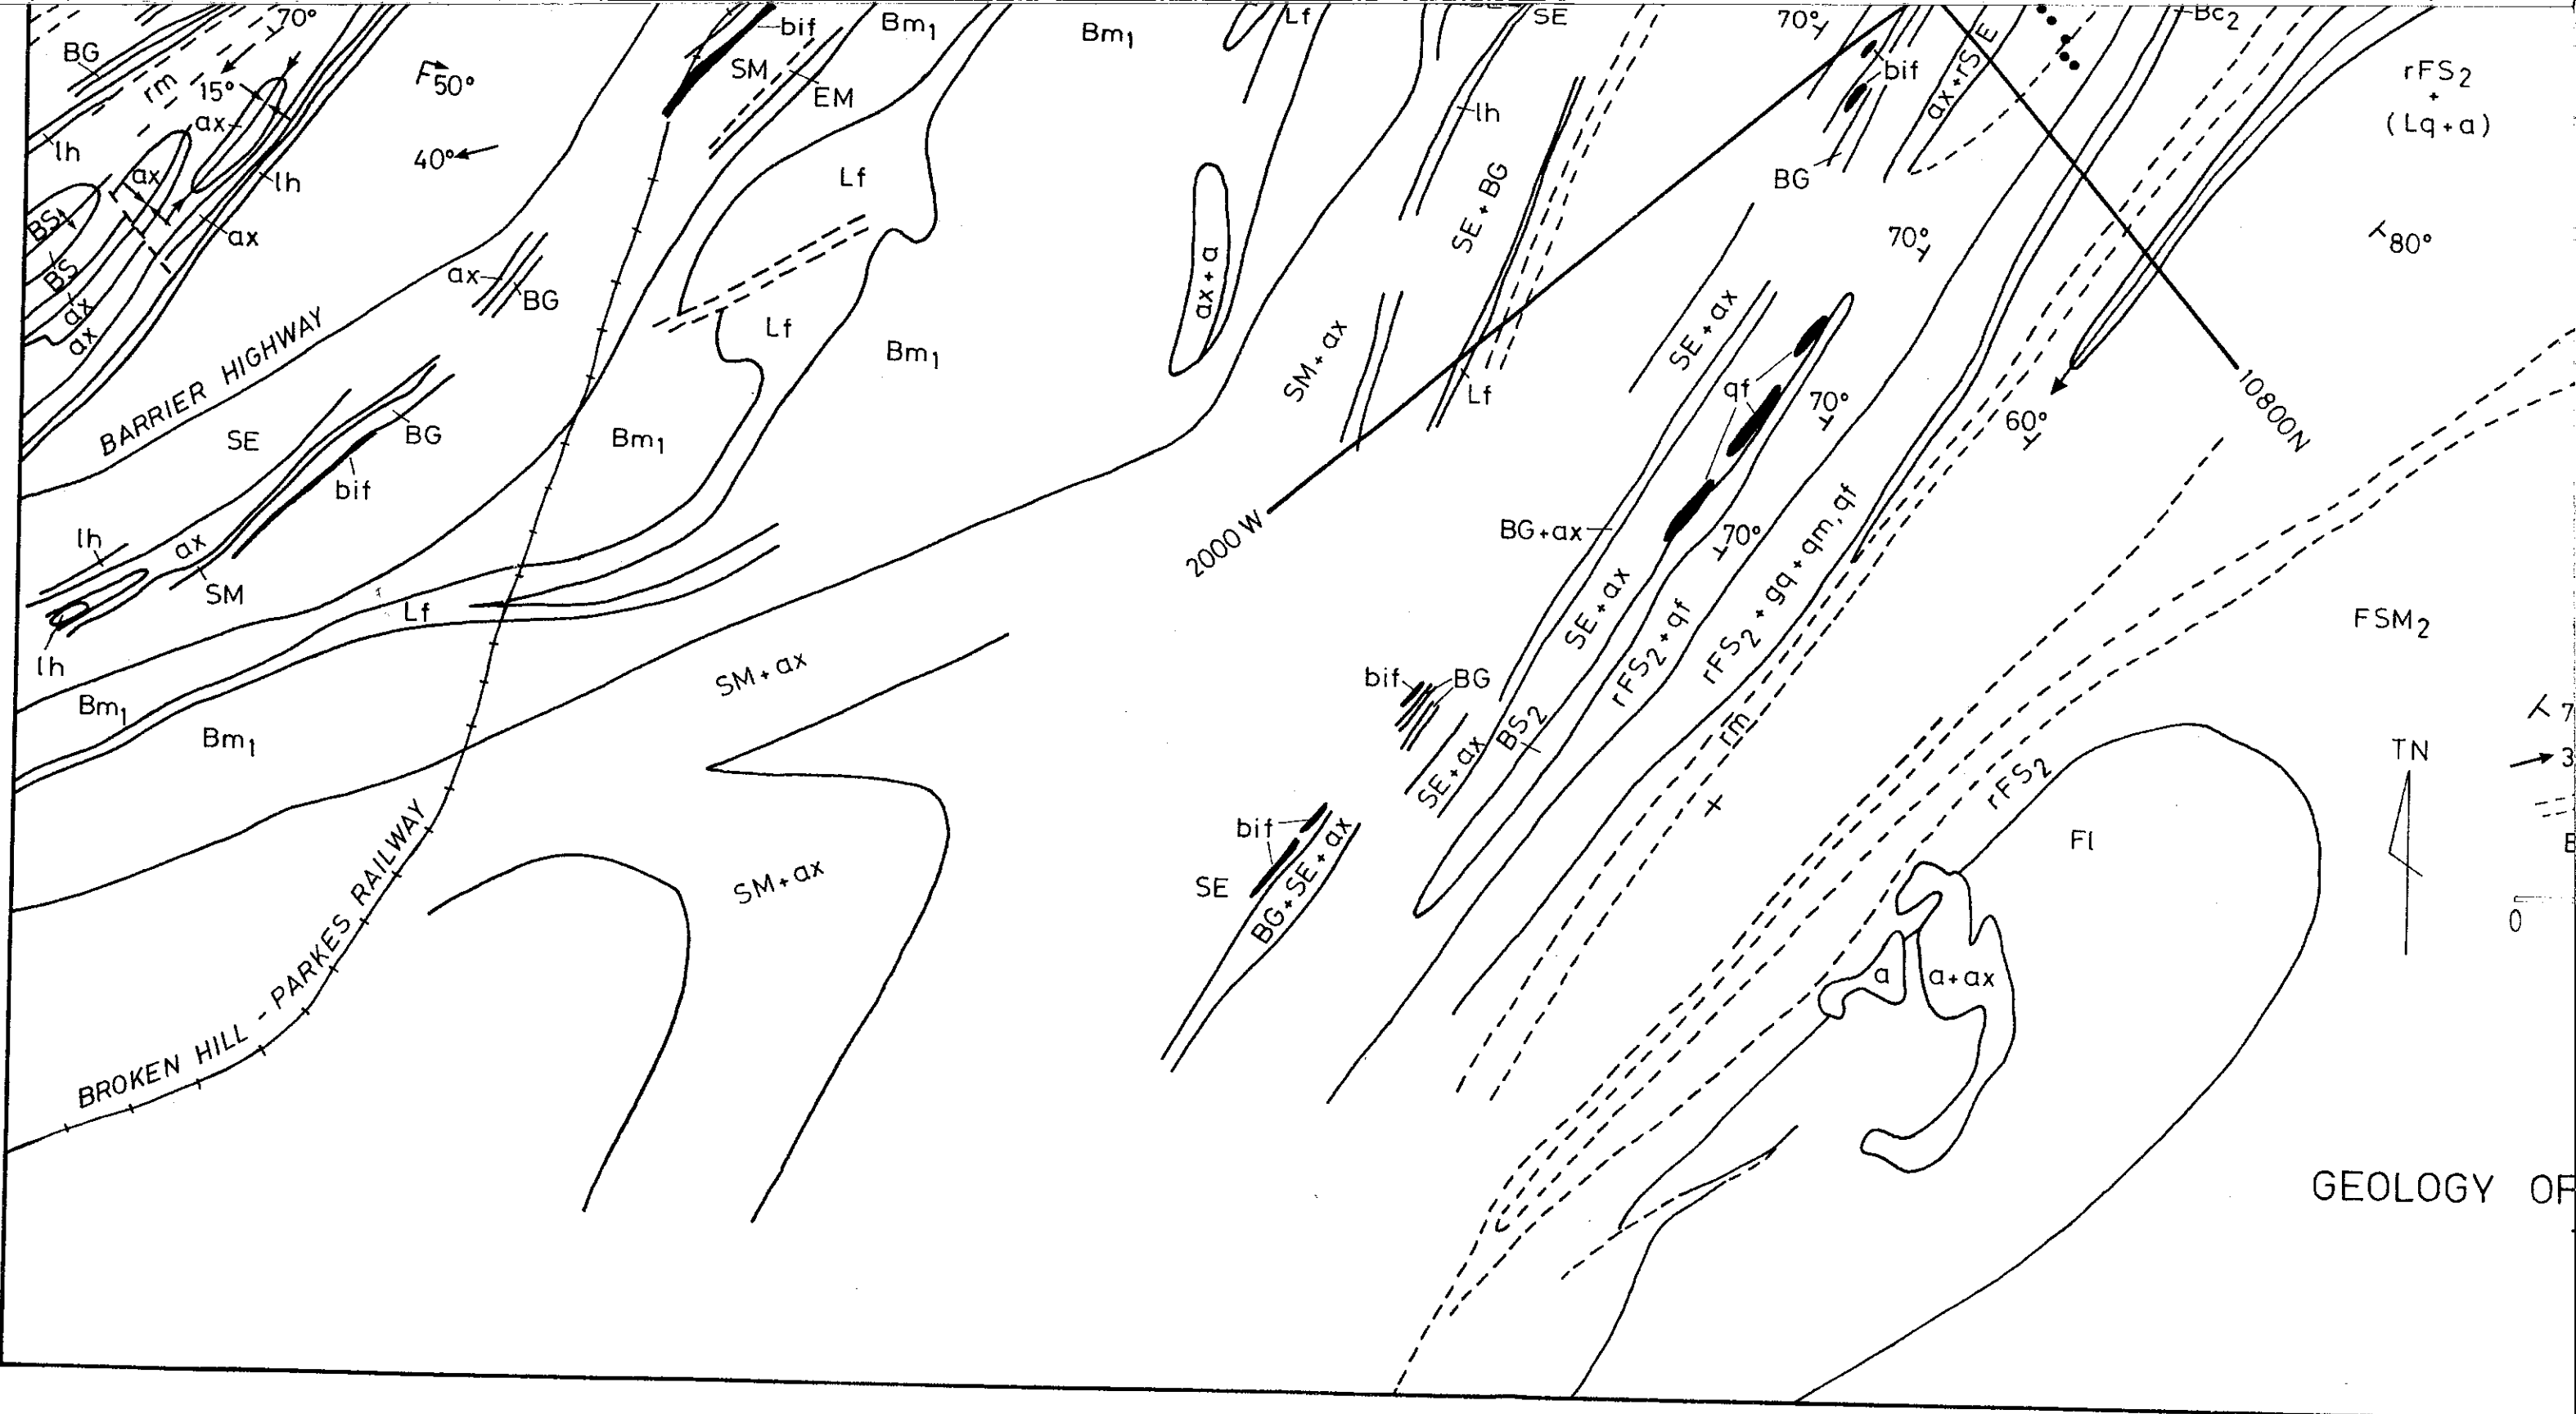 70°
BG
rm
15°
ax
lh
ax
BS
BS
ax
ax
lh
ax
F50°
40°
bif
SM
EM
Bm1
Bm1
Lf
Lf
SE
lh
SE+BG
70°
bif
ax+rS/E
BG
Bc2
rFS2
+
(Lq+a)
80°
70°
ax
BG
BARRIER HIGHWAY
Lf
Bm1
ax+a
SM+ax
Lf
SE+ax
qf
70°
60°
10800N
SE
BG
bif
Bm1
2000W
BG+ax
70°
lh
ax
SM
lh
Lf
Bm1
Bm1
SM+ax
SE+ax
rFS2+qf
rFS2+gq+qm,qf
FSM2
bif
BG
SE+ax
BS2
rm
TN
7
3
rFS2
bif
SE
BG+SE+ax
Fl
0
SM+ax
a
a+ax
BROKEN HILL - PARKES RAILWAY
GEOLOGY OF